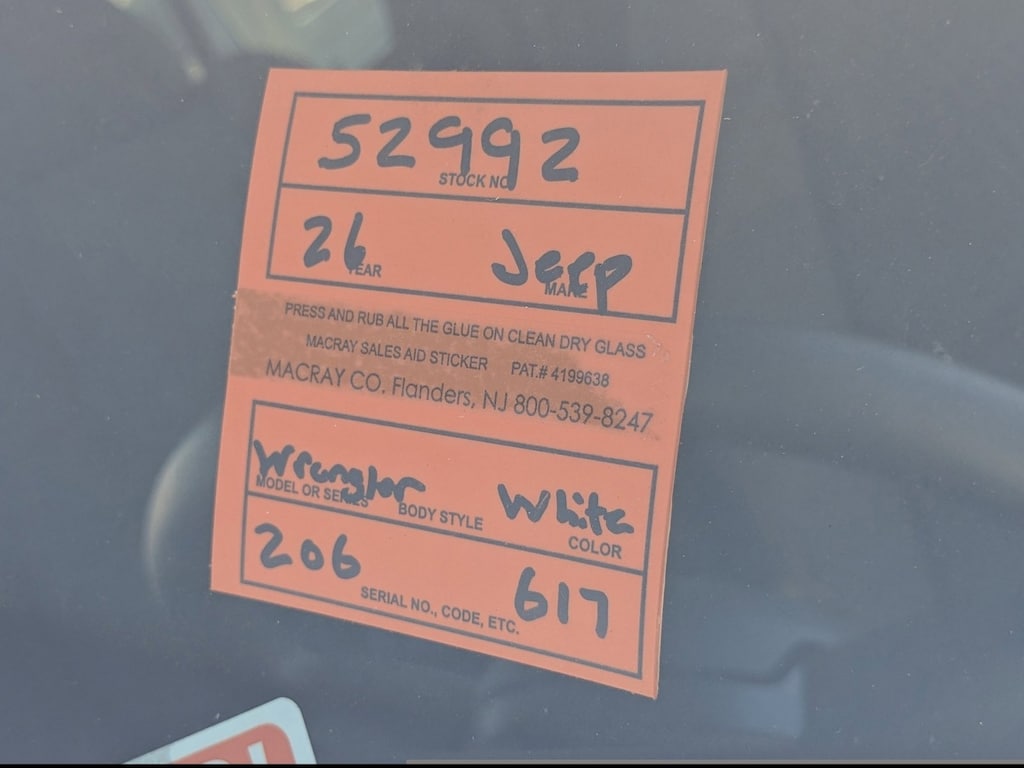 52992
STOCK NO.
26 Jeep
YEAR MAKE
PRESS AND RUB ALL THE GLUE ON CLEAN DRY GLASS
MACRAY SALES AID STICKER PAT.# 4199638
MACRAY CO. Flanders, NJ 800-539-8247
Wrangler White
MODEL OR SERIES BODY STYLE COLOR
206 617
SERIAL NO., CODE, ETC.